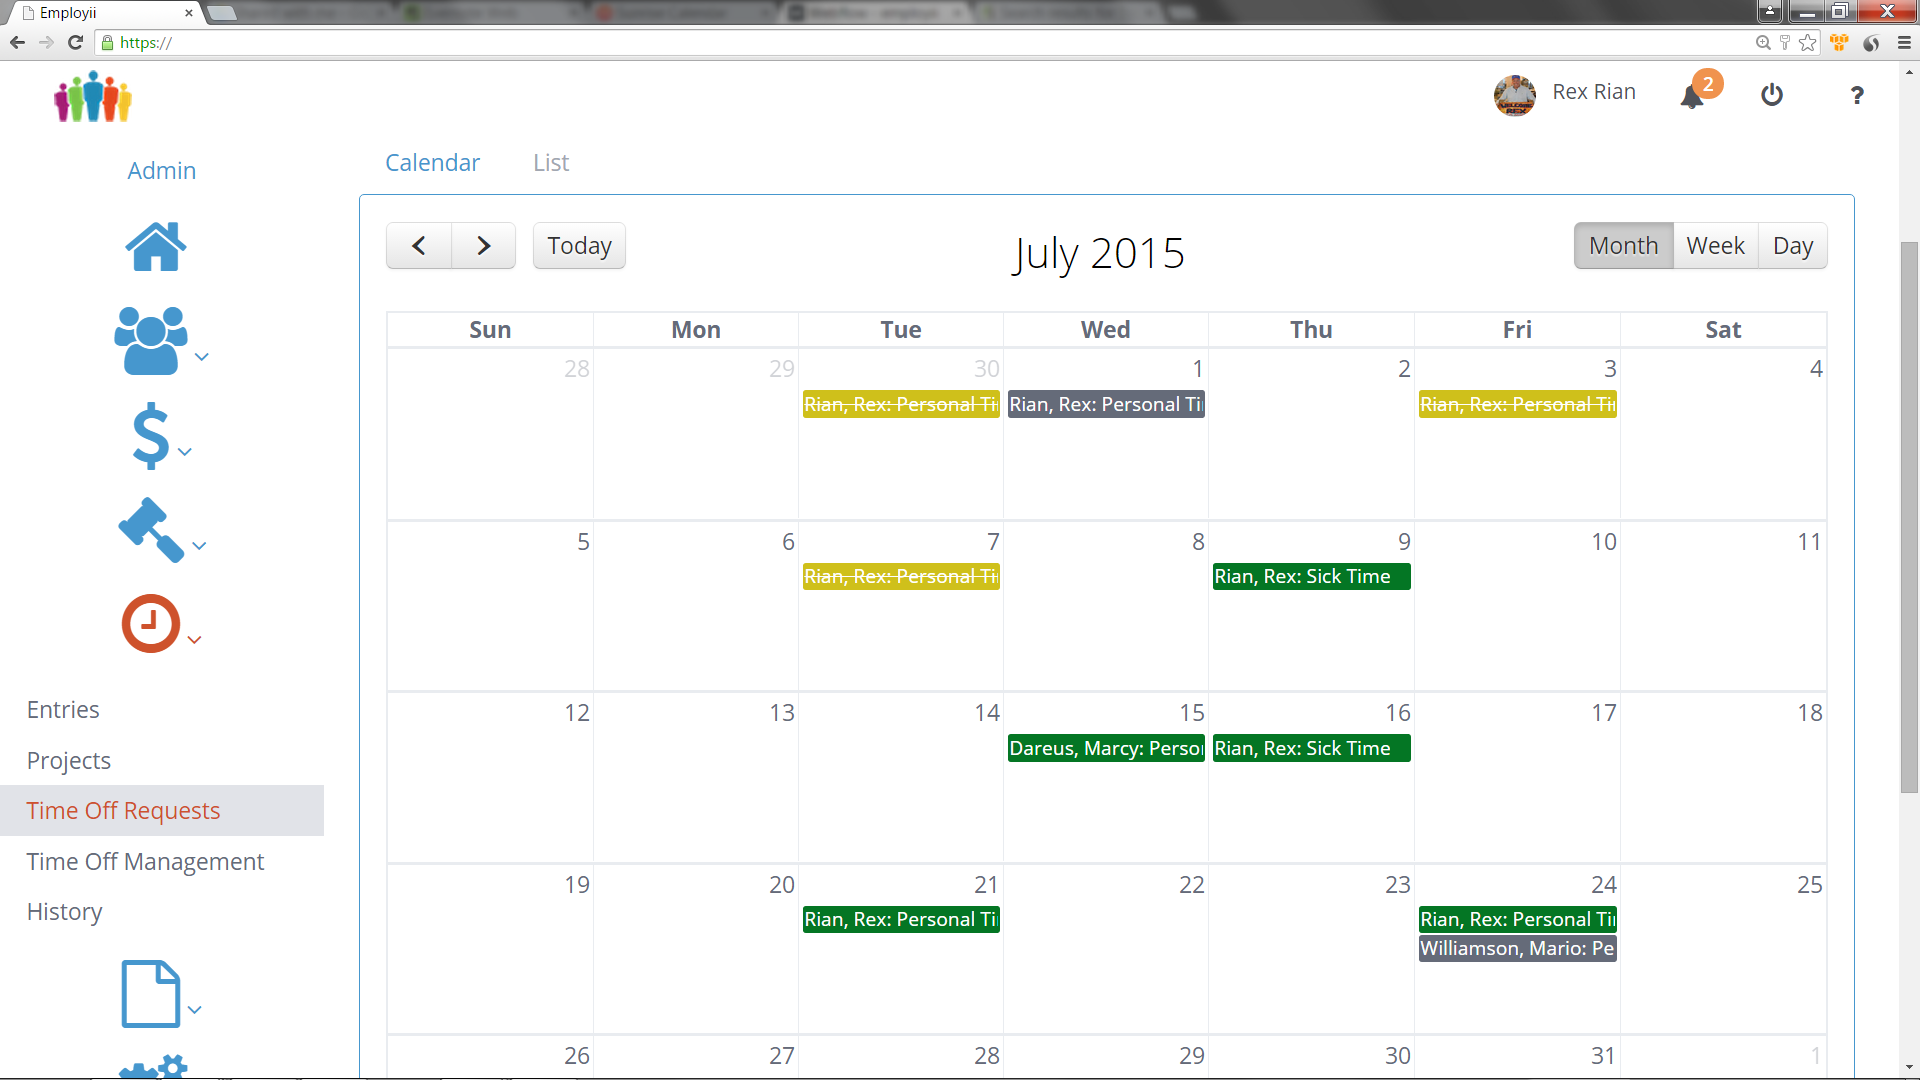 Employii
https://
Rex Rian
2
?
Admin
Calendar List
Today
July 2015
Month Week Day
Sun Mon Tue Wed Thu Fri Sat
28 29 30 1 2 3 4
Rian, Rex: Personal Ti Rian, Rex: Personal Ti Rian, Rex: Personal Ti
5 6 7 8 9 10 11
Rian, Rex: Personal Ti Rian, Rex: Sick Time
12 13 14 15 16 17 18
Dareus, Marcy: Perso Rian, Rex: Sick Time
19 20 21 22 23 24 25
Rian, Rex: Personal Ti Rian, Rex: Personal Ti
Williamson, Mario: Pe
26 27 28 29 30 31 1
Entries
Projects
Time Off Requests
Time Off Management
History